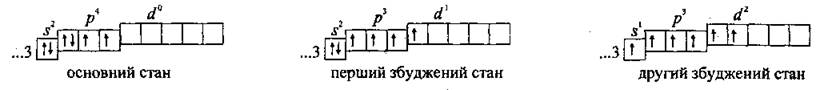 s² p⁴ d⁰
...3 ↑↓ ↑↓ ↑ ↑
основний стан
s² p³ d¹
...3 ↑↓ ↑ ↑ ↑ ↑
перший збуджений стан
s¹ p³ d²
...3 ↑ ↑ ↑ ↑ ↑ ↑
другий збуджений стан